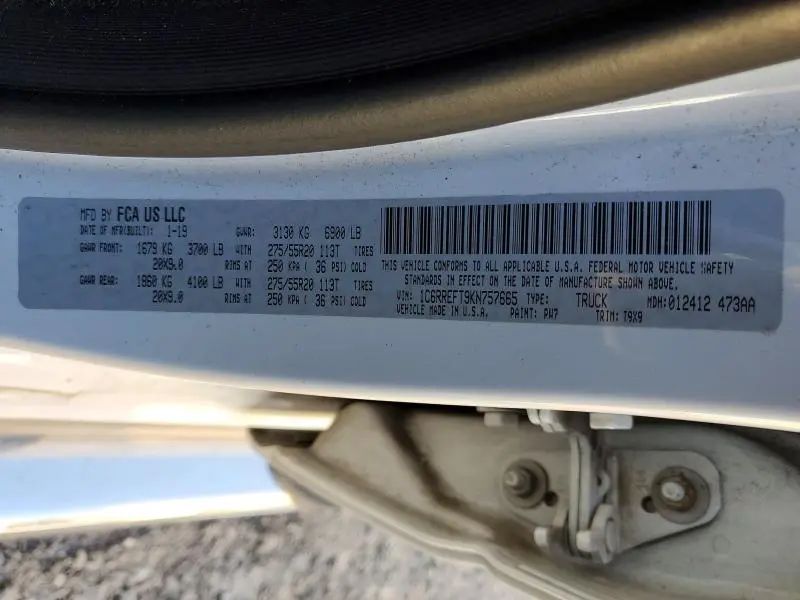 MFD BY FCA US LLC
DATE OF MFR(BUILT): 1-19 GVWR: 3130 KG 6900 LB
GAWR FRONT: 1679 KG 3700 LB WITH 275/55R20 113T TIRES
20X9.0 RIMS AT 250 KPA ( 36 PSI) COLD
GAWR REAR: 1860 KG 4100 LB WITH 275/55R20 113T TIRES
20X9.0 RIMS AT 250 KPA ( 36 PSI) COLD
THIS VEHICLE CONFORMS TO ALL APPLICABLE U.S.A. FEDERAL MOTOR VEHICLE SAFETY
STANDARDS IN EFFECT ON THE DATE OF MANUFACTURE SHOWN ABOVE.
VIN: 1C6RREFT9KN757665 TYPE: TRUCK MDH:012412 473AA
VEHICLE MADE IN U.S.A. PAINT: PW7 TRIM: T9X9